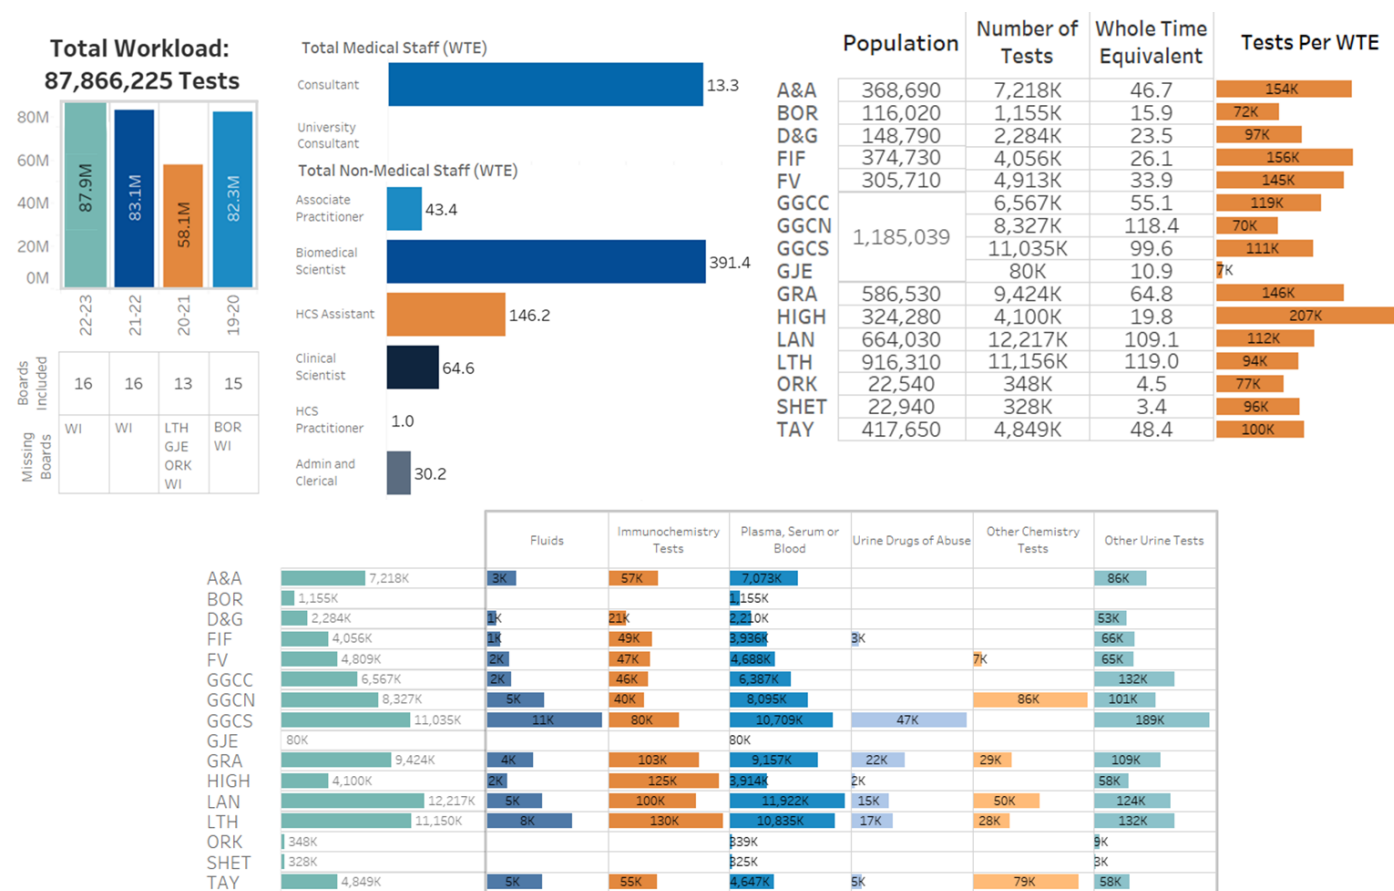 Total Workload:
87,866,225 Tests
80M
60M
40M
20M
0M
87.9M
83.1M
58.1M
82.3M
22-23
21-22
20-21
19-20
Boards
Included
16
16
13
15
Missing
Boards
WI
WI
LTH
GJE
ORK
WI
BOR
WI
Total Medical Staff (WTE)
Consultant
13.3
University
Consultant
Total Non-Medical Staff (WTE)
Associate
Practitioner
43.4
Biomedical
Scientist
391.4
HCS Assistant
146.2
Clinical
Scientist
64.6
HCS
Practitioner
1.0
Admin and
Clerical
30.2
Population
Number of
Tests
Whole Time
Equivalent
Tests Per WTE
A&A 368,690 7,218K 46.7 154K
BOR 116,020 1,155K 15.9 72K
D&G 148,790 2,284K 23.5 97K
FIF 374,730 4,056K 26.1 156K
FV 305,710 4,913K 33.9 145K
GGCC 6,567K 55.1 119K
GGCN 8,327K 118.4 70K
1,185,039
GGCS 11,035K 99.6 111K
GJE 80K 10.9 7K
GRA 586,530 9,424K 64.8 146K
HIGH 324,280 4,100K 19.8 207K
LAN 664,030 12,217K 109.1 112K
LTH 916,310 11,156K 119.0 94K
ORK 22,540 348K 4.5 77K
SHET 22,940 328K 3.4 96K
TAY 417,650 4,849K 48.4 100K
Fluids
Immunochemistry
Tests
Plasma, Serum or
Blood
Urine Drugs of Abuse
Other Chemistry
Tests
Other Urine Tests
A&A 7,218K 3K 57K 7,073K 86K
BOR 1,155K 1,155K
D&G 2,284K 1K 21K 2,210K 53K
FIF 4,056K 1K 49K 3,936K 3K 66K
FV 4,809K 2K 47K 4,688K 7K 65K
GGCC 6,567K 2K 46K 6,387K 132K
GGCN 8,327K 5K 40K 8,095K 86K 101K
GGCS 11,035K 11K 80K 10,709K 47K 189K
GJE 80K 80K
GRA 9,424K 4K 103K 9,157K 22K 29K 109K
HIGH 4,100K 2K 125K 3,914K 2K 58K
LAN 12,217K 5K 100K 11,922K 15K 50K 124K
LTH 11,150K 8K 130K 10,835K 17K 28K 132K
ORK 348K 339K 9K
SHET 328K 325K 3K
TAY 4,849K 5K 55K 4,647K 5K 79K 58K